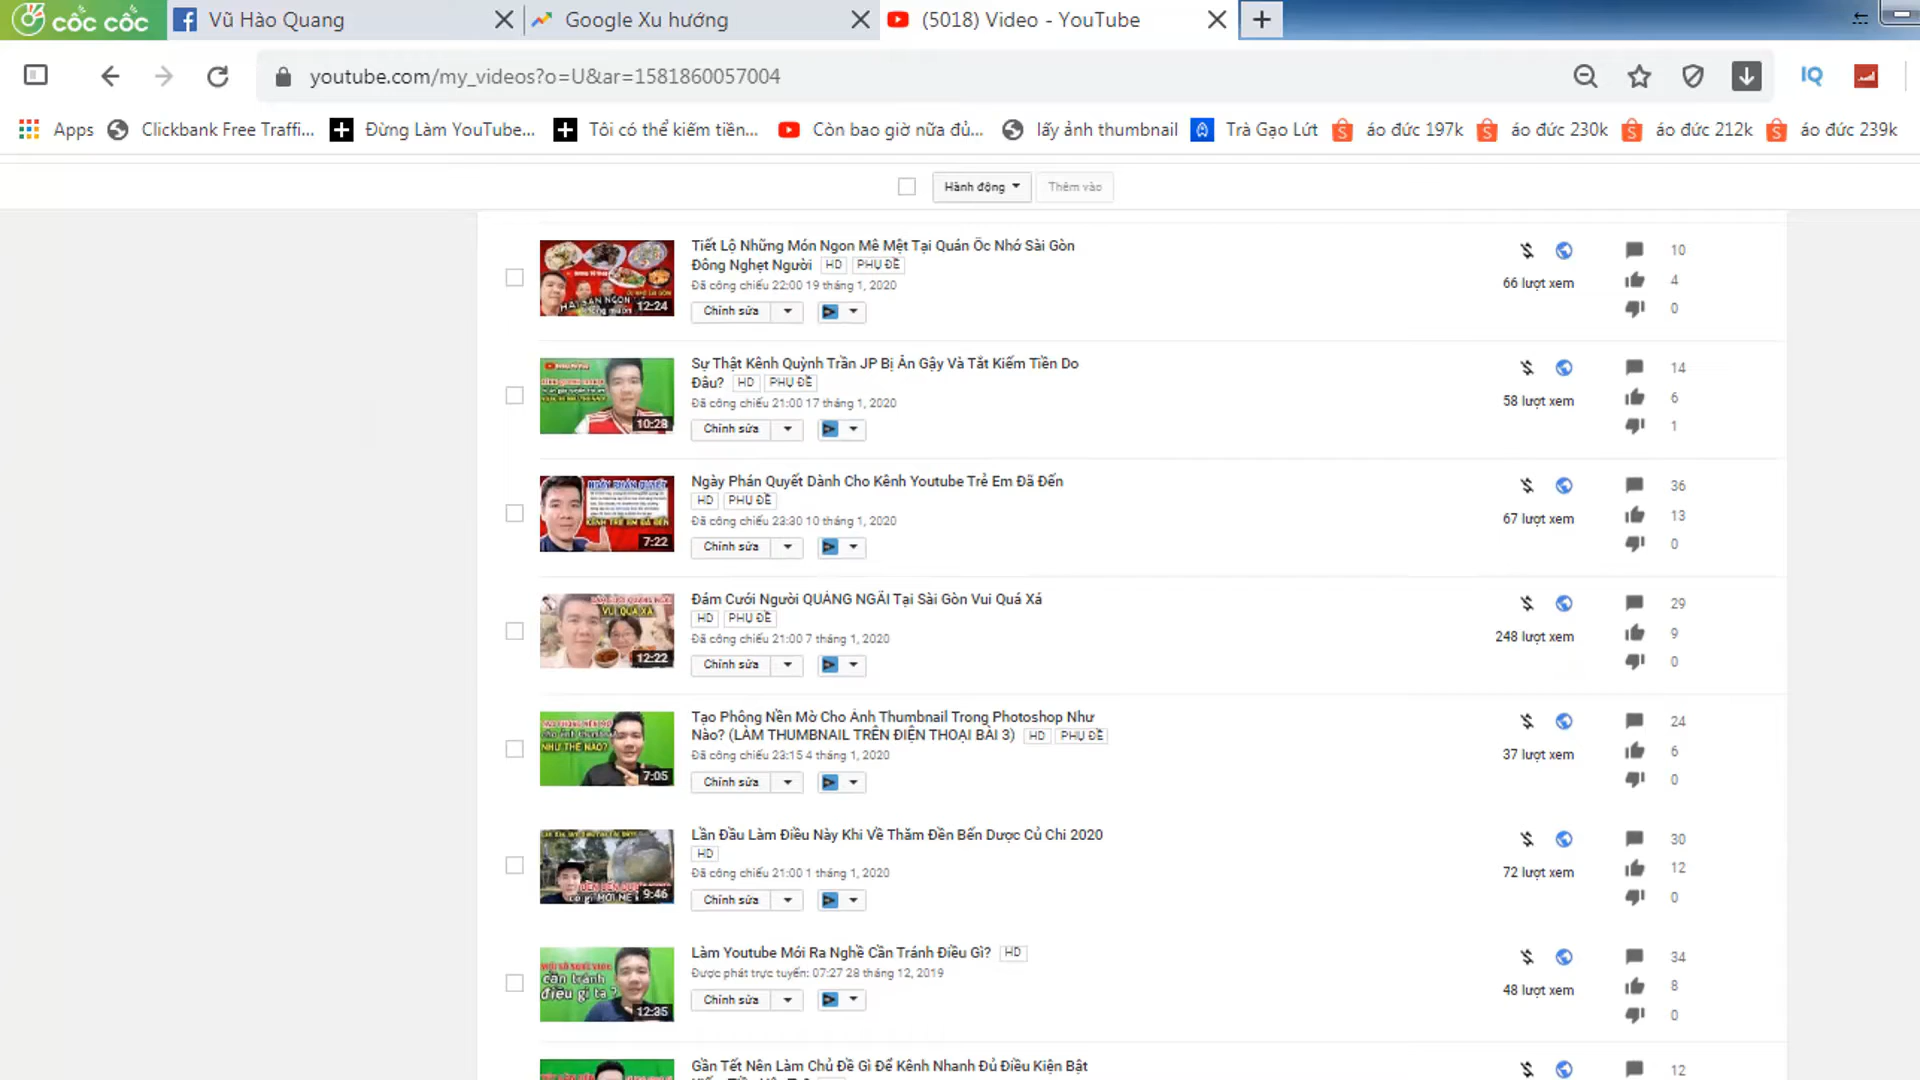 cốc cốc
Vũ Hào Quang
Google Xu hướng
(5018) Video - YouTube
youtube.com/my_videos?o=U&ar=1581860057004
IQ
Apps
Clickbank Free Traffi...
Đừng Làm YouTube...
Tôi có thể kiếm tiền...
Còn bao giờ nữa đủ...
lấy ảnh thumbnail
Trà Gạo Lứt
áo đức 197k
áo đức 230k
áo đức 212k
áo đức 239k
Hành động
Thêm vào
Tiết Lộ Những Món Ngon Mê Mệt Tại Quán Ốc Nhớ Sài Gòn
Đông Nghẹt Người HD PHỤ ĐỀ
Đã công chiếu 22:00 19 tháng 1, 2020
Chỉnh sửa
12:24
66 lượt xem
10
4
0
Sự Thật Kênh Quỳnh Trần JP Bị Ăn Gậy Và Tắt Kiếm Tiền Do
Đâu? HD PHỤ ĐỀ
Đã công chiếu 21:00 17 tháng 1, 2020
Chỉnh sửa
10:28
58 lượt xem
14
6
1
Ngày Phán Quyết Dành Cho Kênh Youtube Trẻ Em Đã Đến
HD PHỤ ĐỀ
Đã công chiếu 23:30 10 tháng 1, 2020
Chỉnh sửa
NGÀY PHÁN QUYẾT
KÊNH TRẺ EM ĐÃ ĐẾN
7:22
67 lượt xem
36
13
0
Đám Cưới Người QUẢNG NGÃI Tại Sài Gòn Vui Quá Xá
HD PHỤ ĐỀ
Đã công chiếu 21:00 7 tháng 1, 2020
Chỉnh sửa
VUI QUÁ XÁ
12:22
248 lượt xem
29
9
0
Tạo Phông Nền Mờ Cho Ảnh Thumbnail Trong Photoshop Như
Nào? (LÀM THUMBNAIL TRÊN ĐIỆN THOẠI BÀI 3) HD PHỤ ĐỀ
Đã công chiếu 23:15 4 tháng 1, 2020
Chỉnh sửa
NHƯ THẾ NÀO?
7:05
37 lượt xem
24
6
0
Lần Đầu Làm Điều Này Khi Về Thăm Đền Bến Dược Củ Chi 2020
HD
Đã công chiếu 21:00 1 tháng 1, 2020
Chỉnh sửa
9:46
72 lượt xem
30
12
0
Làm Youtube Mới Ra Nghề Cần Tránh Điều Gì? HD
Được phát trực tuyến: 07:27 28 tháng 12, 2019
Chỉnh sửa
cần tránh
điều gì ta ?
12:35
48 lượt xem
34
8
0
Gần Tết Nên Làm Chủ Đề Gì Để Kênh Nhanh Đủ Điều Kiện Bật
12